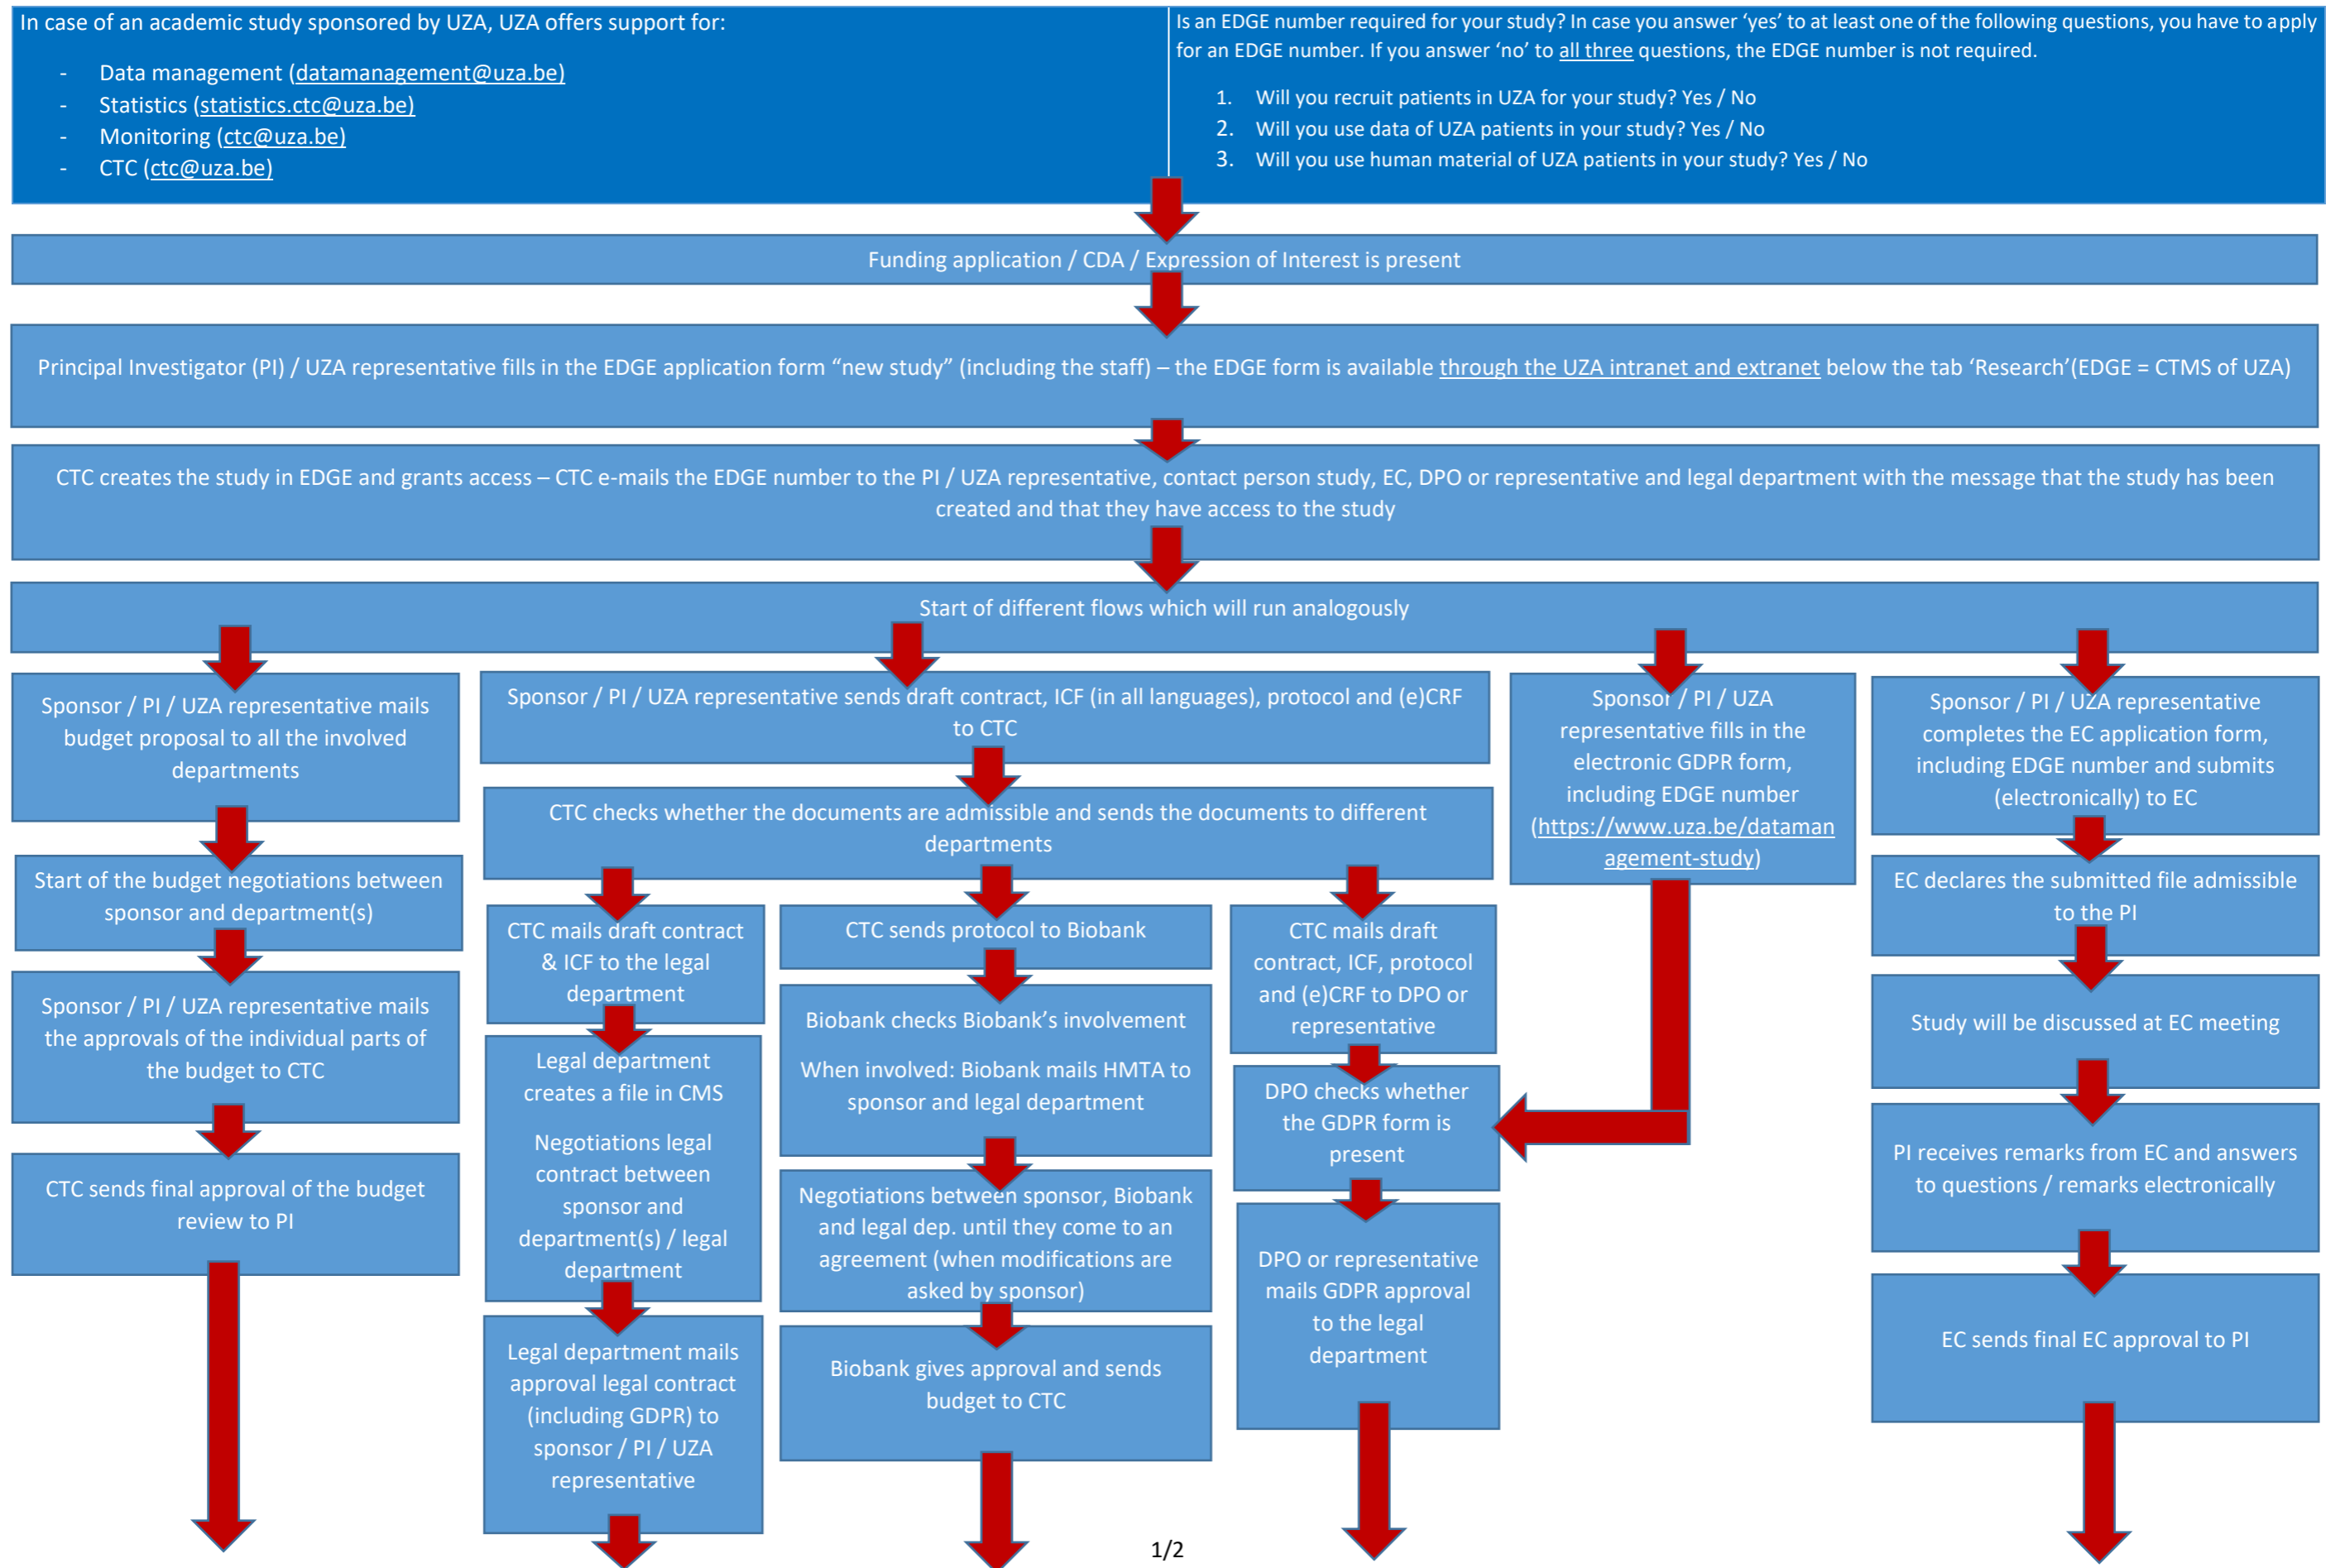 In case of an academic study sponsored by UZA, UZA offers support for:
- Data management (datamanagement@uza.be)
- Statistics (statistics.ctc@uza.be)
- Monitoring (ctc@uza.be)
- CTC (ctc@uza.be)
Is an EDGE number required for your study? In case you answer ‘yes’ to at least one of the following questions, you have to apply
for an EDGE number. If you answer ‘no’ to all three questions, the EDGE number is not required.
1. Will you recruit patients in UZA for your study? Yes / No
2. Will you use data of UZA patients in your study? Yes / No
3. Will you use human material of UZA patients in your study? Yes / No
Funding application / CDA / Expression of Interest is present
Principal Investigator (PI) / UZA representative fills in the EDGE application form “new study” (including the staff) – the EDGE form is available through the UZA intranet and extranet below the tab ‘Research’(EDGE = CTMS of UZA)
CTC creates the study in EDGE and grants access – CTC e-mails the EDGE number to the PI / UZA representative, contact person study, EC, DPO or representative and legal department with the message that the study has been
created and that they have access to the study
Start of different flows which will run analogously
Sponsor / PI / UZA representative mails
budget proposal to all the involved
departments
Start of the budget negotiations between
sponsor and department(s)
Sponsor / PI / UZA representative mails
the approvals of the individual parts of
the budget to CTC
CTC sends final approval of the budget
review to PI
Sponsor / PI / UZA representative sends draft contract, ICF (in all languages), protocol and (e)CRF
to CTC
CTC checks whether the documents are admissible and sends the documents to different
departments
CTC mails draft contract
& ICF to the legal
department
Legal department
creates a file in CMS
Negotiations legal
contract between
sponsor and
department(s) / legal
department
Legal department mails
approval legal contract
(including GDPR) to
sponsor / PI / UZA
representative
CTC sends protocol to Biobank
Biobank checks Biobank’s involvement
When involved: Biobank mails HMTA to
sponsor and legal department
Negotiations between sponsor, Biobank
and legal dep. until they come to an
agreement (when modifications are
asked by sponsor)
Biobank gives approval and sends
budget to CTC
CTC mails draft
contract, ICF, protocol
and (e)CRF to DPO or
representative
DPO checks whether
the GDPR form is
present
DPO or representative
mails GDPR approval
to the legal
department
Sponsor / PI / UZA
representative fills in the
electronic GDPR form,
including EDGE number
(https://www.uza.be/dataman
agement-study)
Sponsor / PI / UZA representative
completes the EC application form,
including EDGE number and submits
(electronically) to EC
EC declares the submitted file admissible
to the PI
Study will be discussed at EC meeting
PI receives remarks from EC and answers
to questions / remarks electronically
EC sends final EC approval to PI
1/2